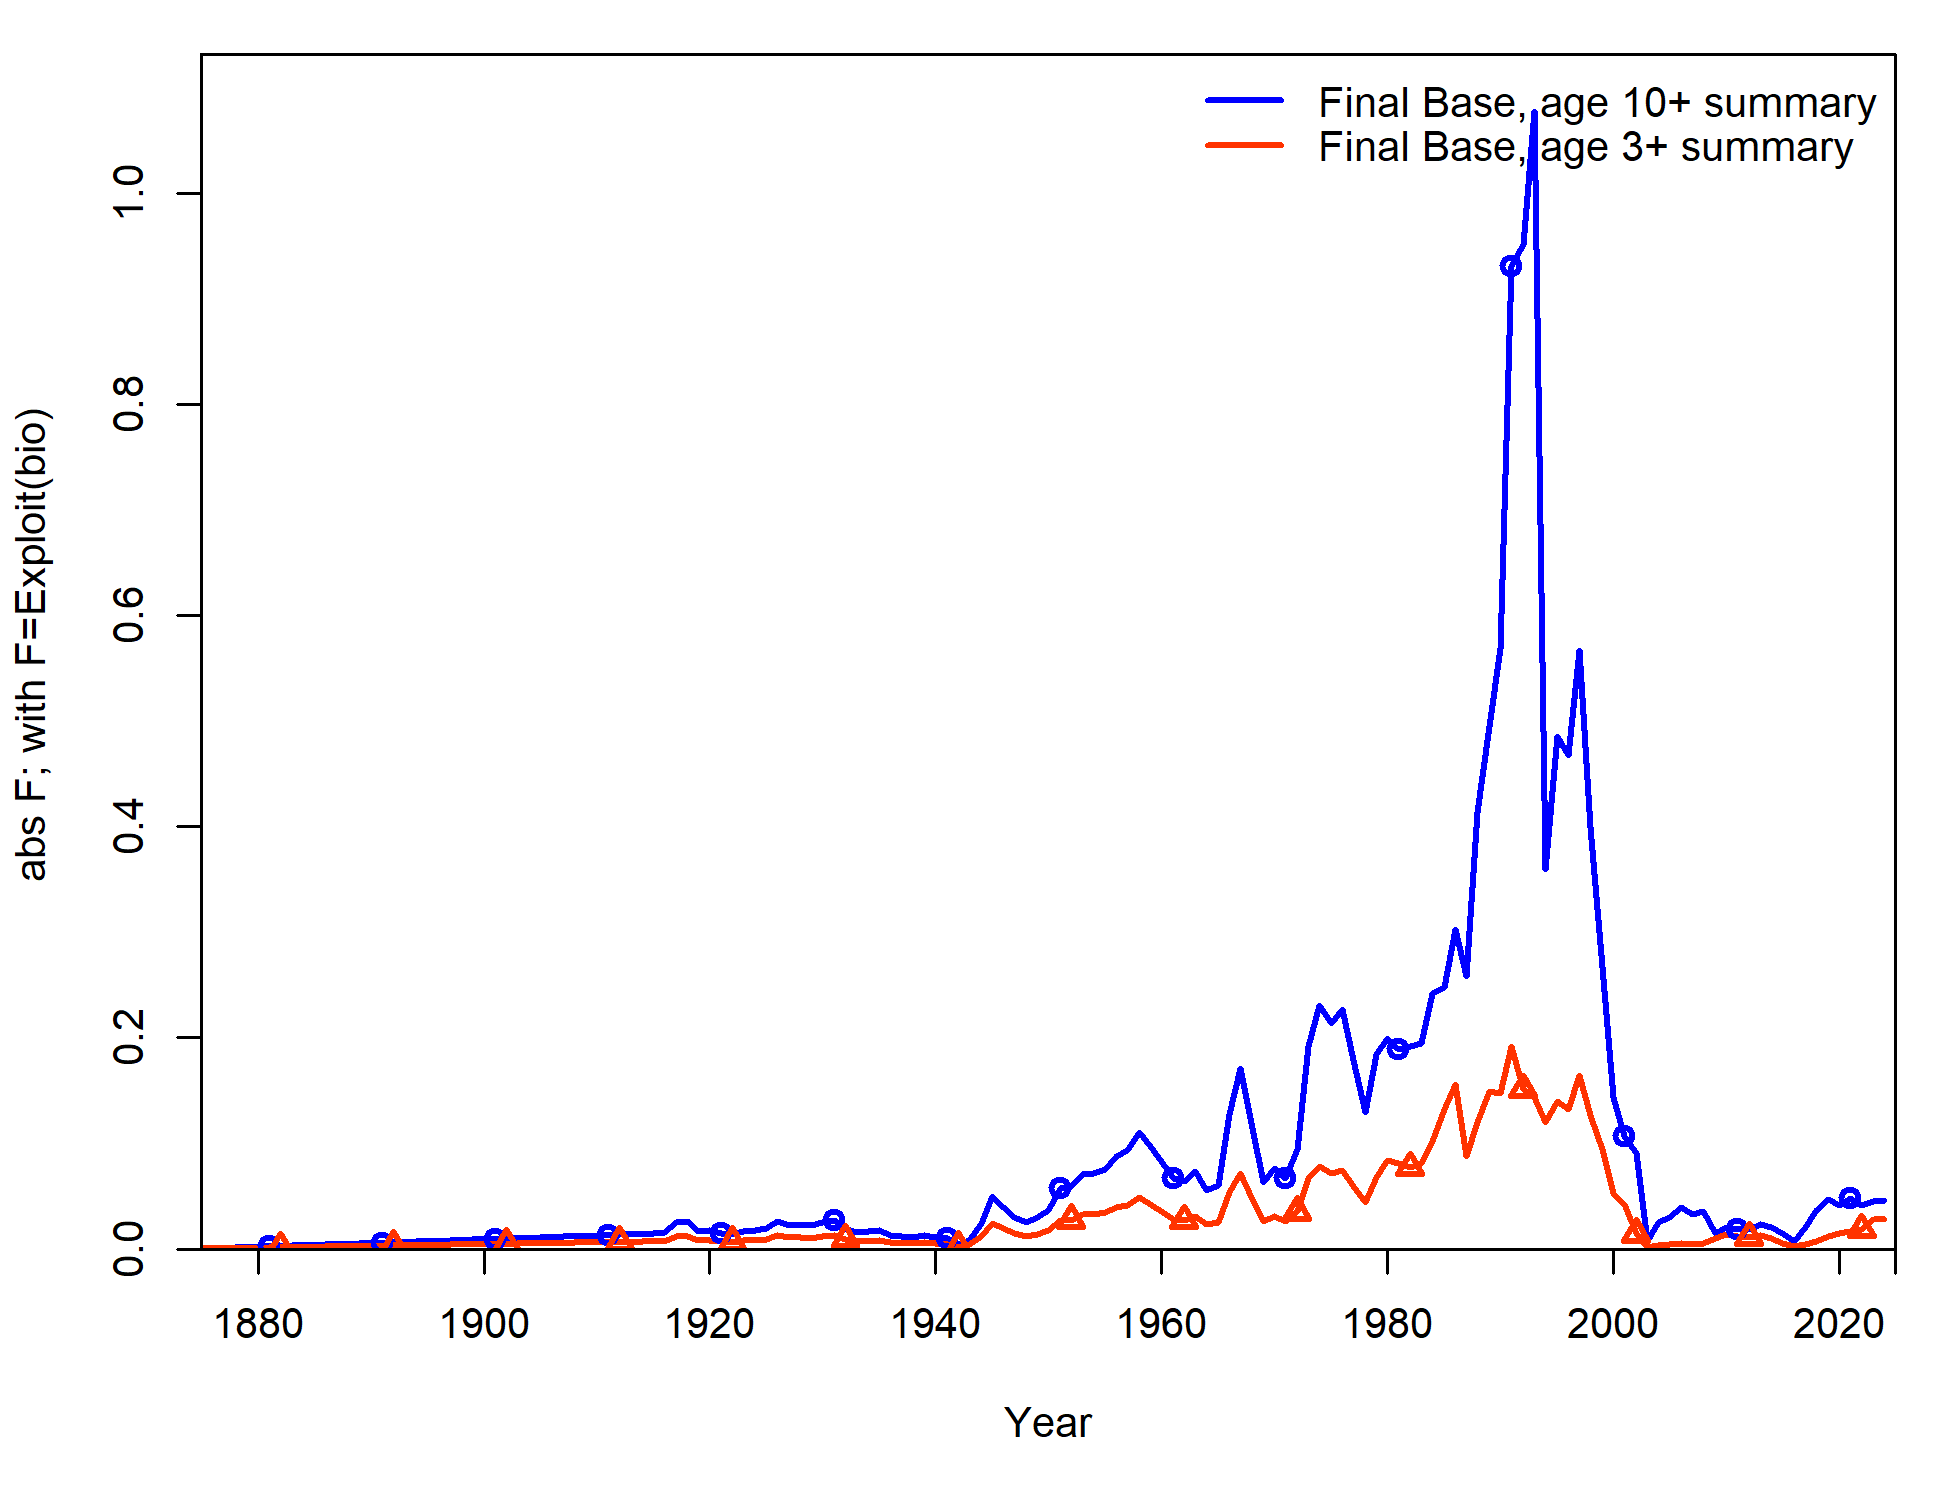 Final Base, age 10+ summary
Final Base, age 3+ summary
abs F; with F=Exploit(bio)
1.0
0.8
0.6
0.4
0.2
0.0
1880 1900 1920 1940 1960 1980 2000 2020
Year